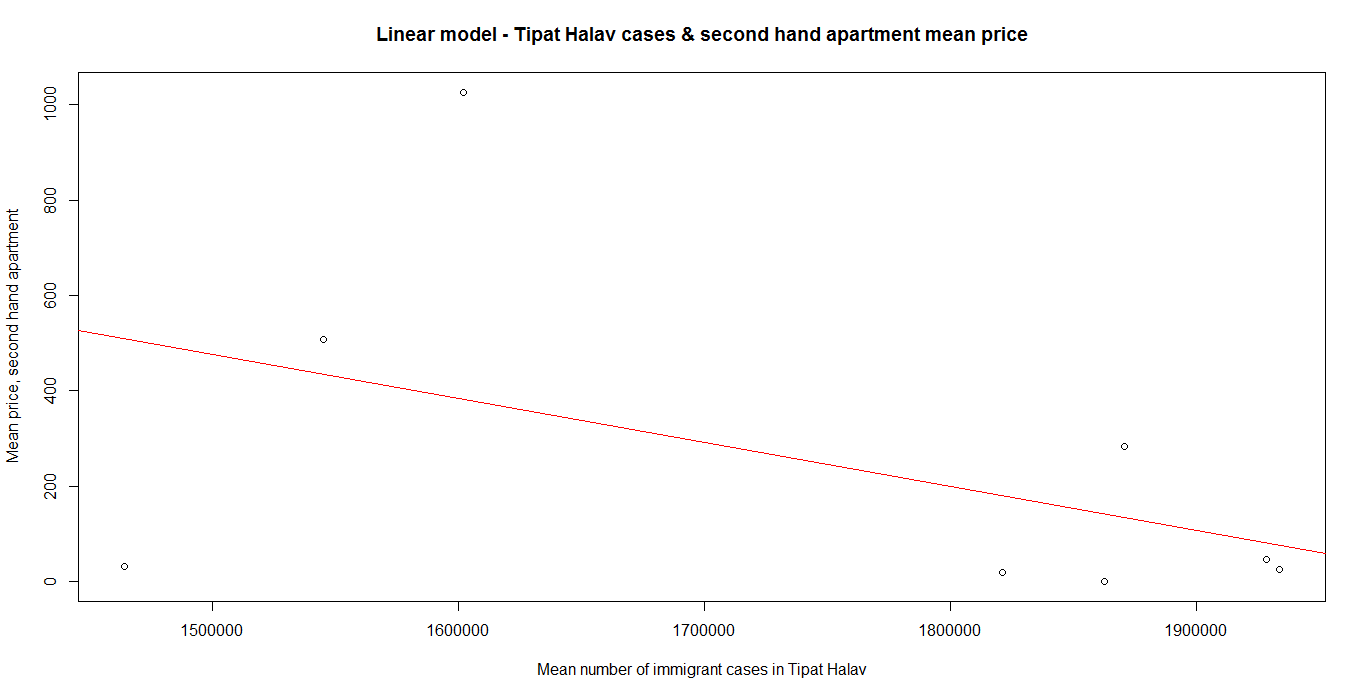 Linear model - Tipat Halav cases & second hand apartment mean price
Mean price, second hand apartment
1000
800
600
400
200
0
1500000 1600000 1700000 1800000 1900000
Mean number of immigrant cases in Tipat Halav